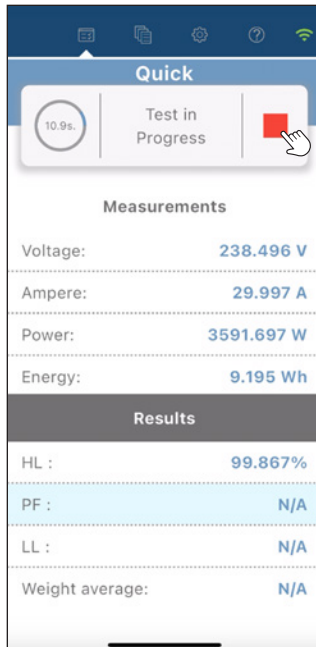 Quick
10.9s.
Test in
Progress
Measurements
Voltage: 238.496 V
Ampere: 29.997 A
Power: 3591.697 W
Energy: 9.195 Wh
Results
HL : 99.867%
PF : N/A
LL : N/A
Weight average: N/A